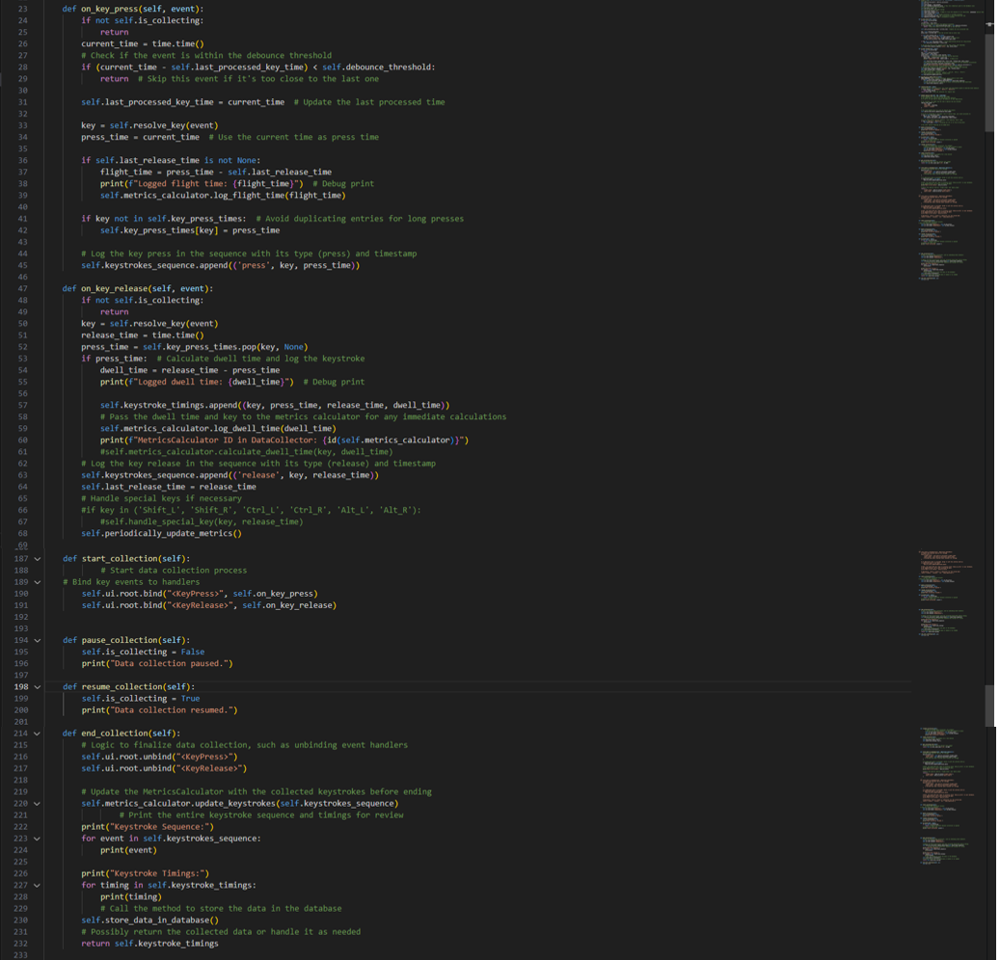 23 def on_key_press(self, event):
24 if not self.is_collecting:
25 return
26 current_time = time.time()
27 # Check if the event is within the debounce threshold
28 if (current_time - self.last_processed_key_time) < self.debounce_threshold:
29 return # Skip this event if it's too close to the last one
30
31 self.last_processed_key_time = current_time # Update the last processed time
32
33 key = self.resolve_key(event)
34 press_time = current_time # Use the current time as press time
35
36 if self.last_release_time is not None:
37 flight_time = press_time - self.last_release_time
38 print(f"Logged flight time: {flight_time}") # Debug print
39 self.metrics_calculator.log_flight_time(flight_time)
40
41 if key not in self.key_press_times: # Avoid duplicating entries for long presses
42 self.key_press_times[key] = press_time
43
44 # Log the key press in the sequence with its type (press) and timestamp
45 self.keystrokes_sequence.append(('press', key, press_time))
46
47 def on_key_release(self, event):
48 if not self.is_collecting:
49 return
50 key = self.resolve_key(event)
51 release_time = time.time()
52 press_time = self.key_press_times.pop(key, None)
53 if press_time: # Calculate dwell time and log the keystroke
54 dwell_time = release_time - press_time
55 print(f"Logged dwell time: {dwell_time}") # Debug print
56
57 self.keystroke_timings.append((key, press_time, release_time, dwell_time))
58 # Pass the dwell time and key to the metrics calculator for any immediate calculations
59 self.metrics_calculator.log_dwell_time(dwell_time)
60 print(f"MetricsCalculator ID in DataCollector: {id(self.metrics_calculator)}")
61 #self.metrics_calculator.calculate_dwell_time(key, dwell_time)
62 # Log the key release in the sequence with its type (release) and timestamp
63 self.keystrokes_sequence.append(('release', key, release_time))
64 self.last_release_time = release_time
65 # Handle special keys if necessary
66 #if key in ('Shift_L', 'Shift_R', 'Ctrl_L', 'Ctrl_R', 'Alt_L', 'Alt_R'):
67 #self.handle_special_key(key, release_time)
68 self.periodically_update_metrics()
69
187 def start_collection(self):
188 # Start data collection process
189 # Bind key events to handlers
190 self.ui.root.bind("<KeyPress>", self.on_key_press)
191 self.ui.root.bind("<KeyRelease>", self.on_key_release)
192
193
194 def pause_collection(self):
195 self.is_collecting = False
196 print("Data collection paused.")
197
198 def resume_collection(self):
199 self.is_collecting = True
200 print("Data collection resumed.")
201
214 def end_collection(self):
215 # Logic to finalize data collection, such as unbinding event handlers
216 self.ui.root.unbind("<KeyPress>")
217 self.ui.root.unbind("<KeyRelease>")
218
219 # Update the MetricsCalculator with the collected keystrokes before ending
220 self.metrics_calculator.update_keystrokes(self.keystrokes_sequence)
221 # Print the entire keystroke sequence and timings for review
222 print("Keystroke Sequence:")
223 for event in self.keystrokes_sequence:
224 print(event)
225
226 print("Keystroke Timings:")
227 for timing in self.keystroke_timings:
228 print(timing)
229 # Call the method to store the data in the database
230 self.store_data_in_database()
231 # Possibly return the collected data or handle it as needed
232 return self.keystroke_timings
233